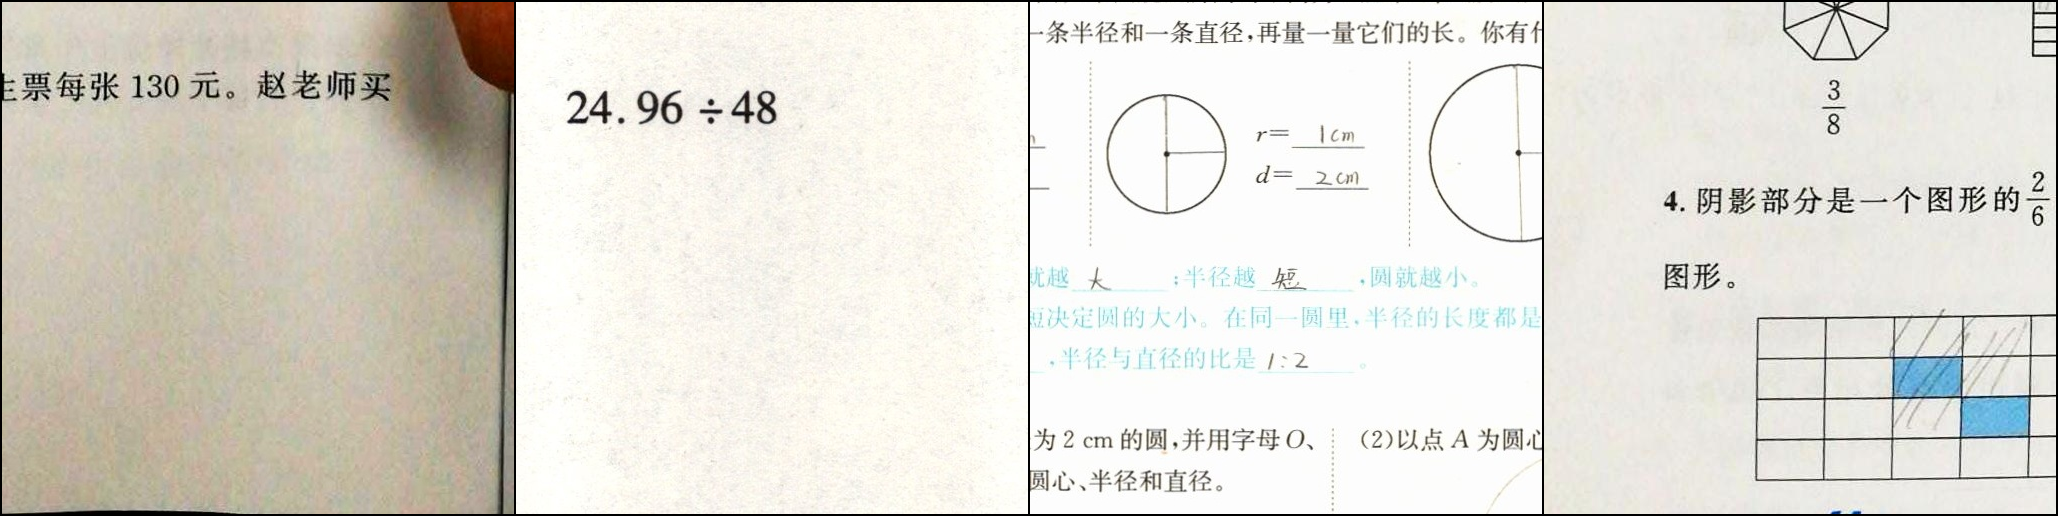 生票每张 130 元。赵老师买
24.96 ÷ 48
一条半径和一条直径,再量一量它们的长。你有
r= 1cm
d= 2cm
就越 大 ;半径越 短 ,圆就越小。
短决定圆的大小。在同一圆里,半径的长度都是
,半径与直径的比是 1:2 。
为 2 cm 的圆,并用字母 O、
(2)以点 A 为圆心
圆心、半径和直径。
3/8
4. 阴影部分是一个图形的 2/6
图形。